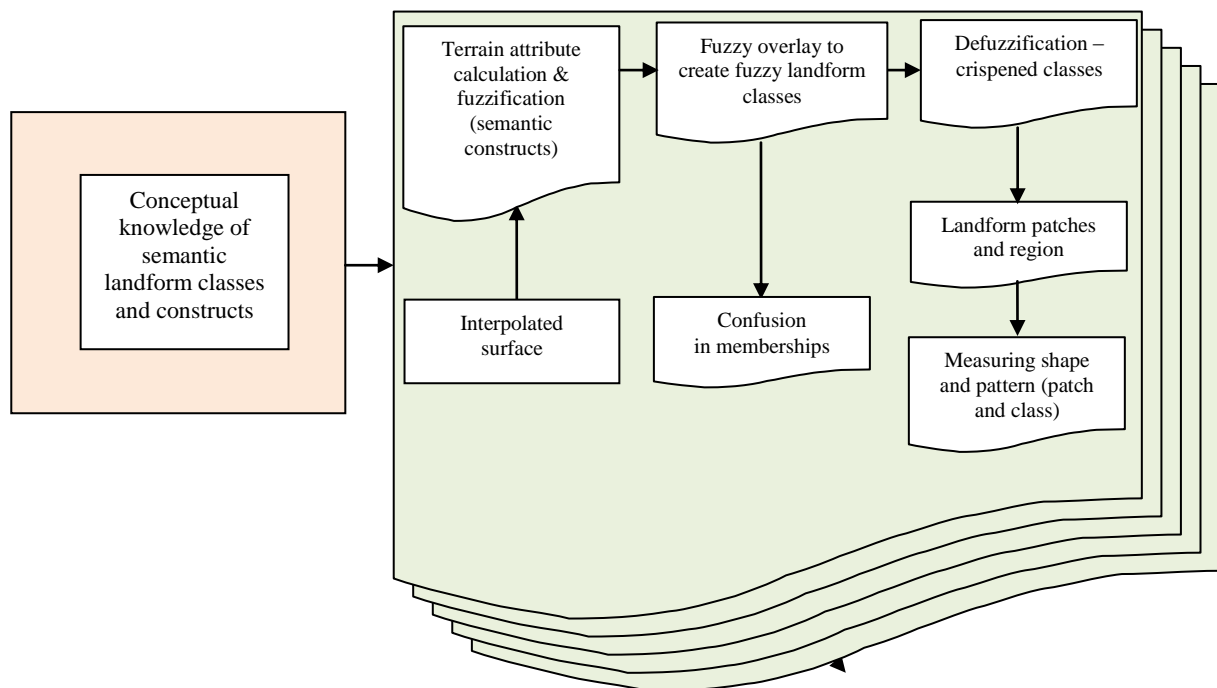 Conceptual
knowledge of
semantic
landform classes
and constructs
Terrain attribute
calculation &
fuzzification
(semantic
constructs)
Interpolated
surface
Fuzzy overlay to
create fuzzy landform
classes
Confusion
in memberships
Defuzzification –
crispened classes
Landform patches
and region
Measuring shape
and pattern (patch
and class)